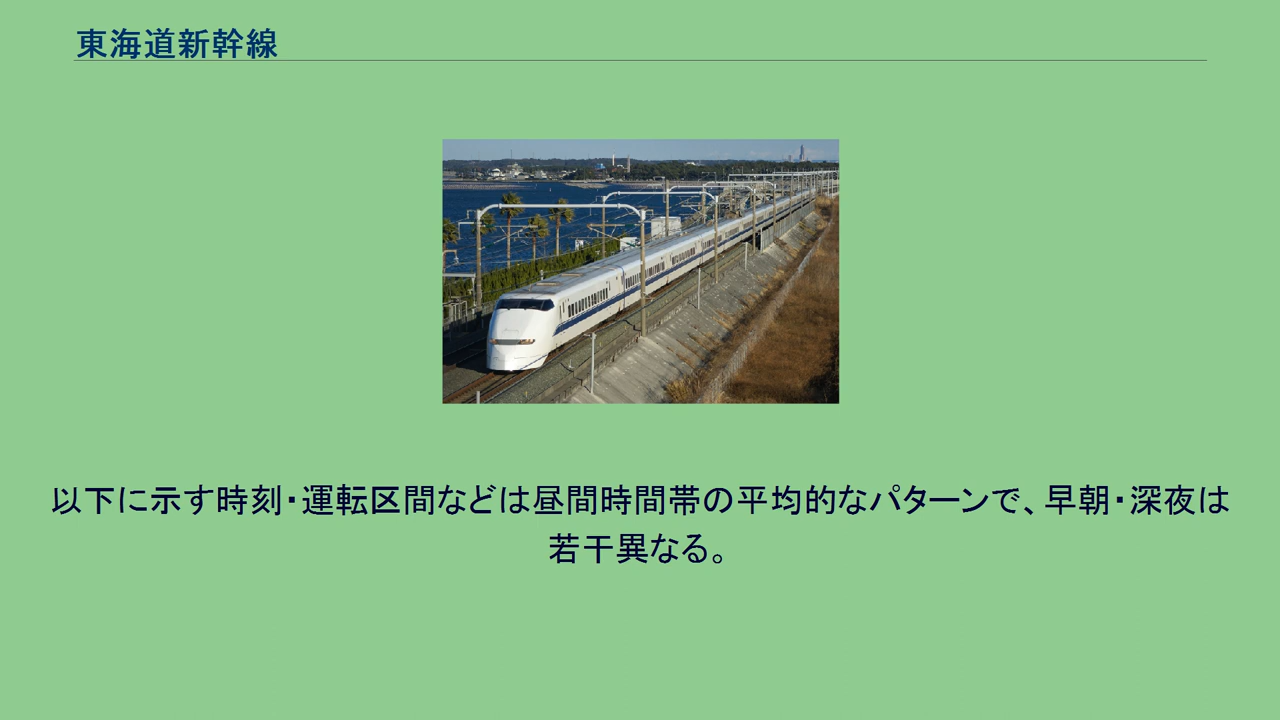 東海道新幹線
以下に示す時刻・運転区間などは昼間時間帯の平均的なパターンで、早朝・深夜は
若干異なる。